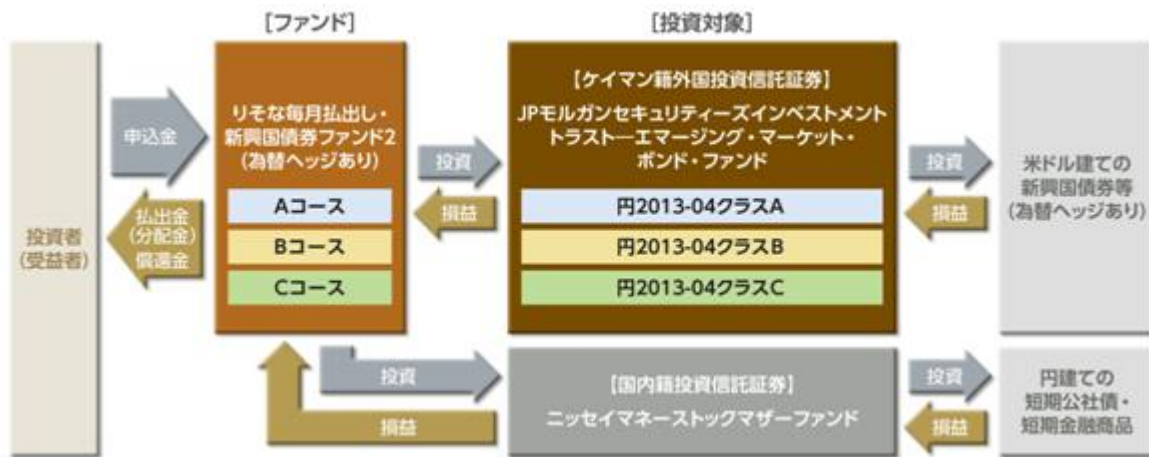 [ファンド]
[投資対象]
投資者
(受益者)
申込金
払出金
(分配金)
償還金
りそな毎月払出し・
新興国債券ファンド2
(為替ヘッジあり)
Aコース
Bコース
Cコース
投資
損益
【ケイマン籍外国投資信託証券】
JPモルガンセキュリティーズインベストメント
トラスト―エマージング・マーケット・
ボンド・ファンド
円2013-04クラスA
円2013-04クラスB
円2013-04クラスC
投資
損益
米ドル建ての
新興国債券等
(為替ヘッジあり)
投資
損益
【国内籍投資信託証券】
ニッセイマネーストックマザーファンド
投資
損益
円建ての
短期公社債・
短期金融商品